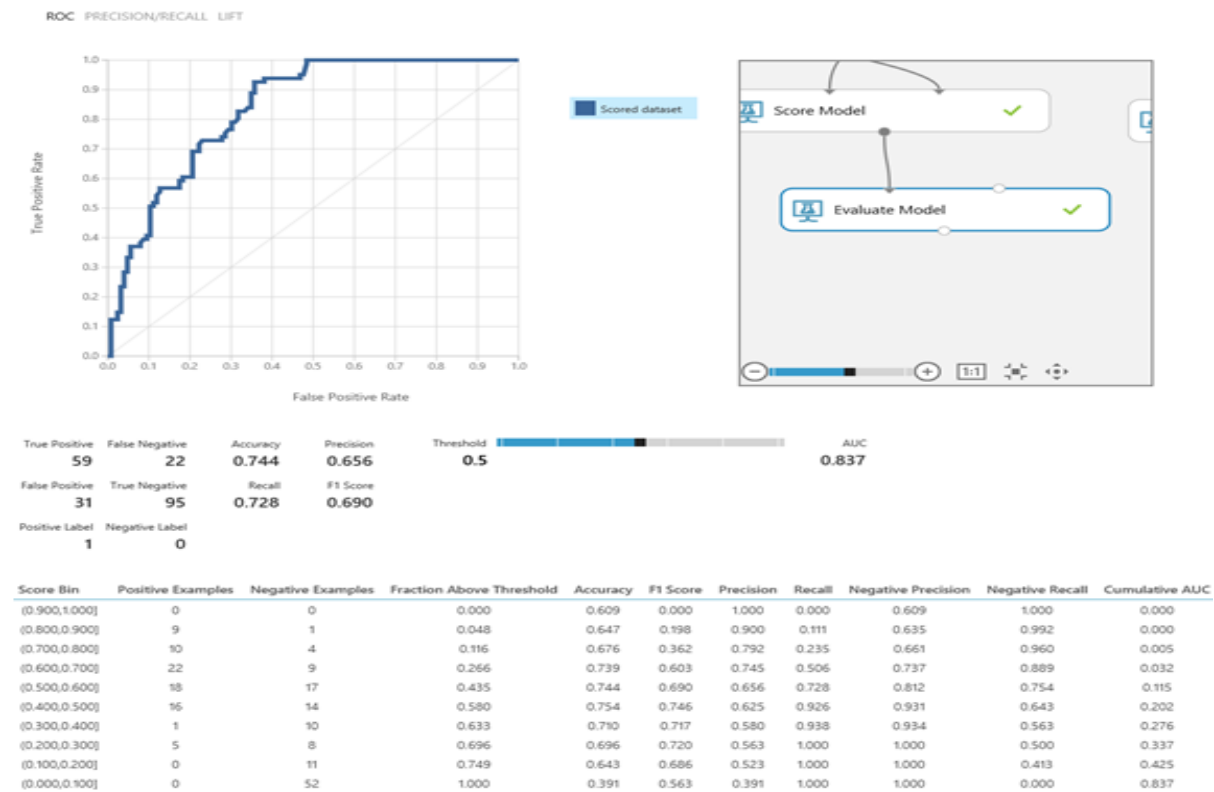 ROC PRECISION/RECALL LIFT
1.0
0.9
0.8
0.7
0.6
0.5
0.4
0.3
0.2
0.1
0.0
True Positive Rate
0.0 0.1 0.2 0.3 0.4 0.5 0.6 0.7 0.8 0.9 1.0
False Positive Rate
Scored dataset
Score Model
Evaluate Model
1:1
True Positive False Negative Accuracy Precision Threshold AUC
59 22 0.744 0.656 0.5 0.837
False Positive True Negative Recall F1 Score
31 95 0.728 0.690
Positive Label Negative Label
1 0
Score Bin Positive Examples Negative Examples Fraction Above Threshold Accuracy F1 Score Precision Recall Negative Precision Negative Recall Cumulative AUC
(0.900,1.000] 0 0 0.000 0.609 0.000 1.000 0.000 0.609 1.000 0.000
(0.800,0.900] 9 1 0.048 0.647 0.198 0.900 0.111 0.635 0.992 0.000
(0.700,0.800] 10 4 0.116 0.676 0.362 0.792 0.235 0.661 0.960 0.005
(0.600,0.700] 22 9 0.266 0.739 0.603 0.745 0.506 0.737 0.889 0.032
(0.500,0.600] 18 17 0.435 0.744 0.690 0.656 0.728 0.812 0.754 0.115
(0.400,0.500] 16 14 0.580 0.754 0.746 0.625 0.926 0.931 0.643 0.202
(0.300,0.400] 1 10 0.633 0.710 0.717 0.580 0.938 0.934 0.563 0.276
(0.200,0.300] 5 8 0.696 0.696 0.720 0.563 1.000 1.000 0.500 0.337
(0.100,0.200] 0 11 0.749 0.643 0.686 0.523 1.000 1.000 0.413 0.425
(0.000,0.100] 0 52 1.000 0.391 0.563 0.391 1.000 1.000 0.000 0.837